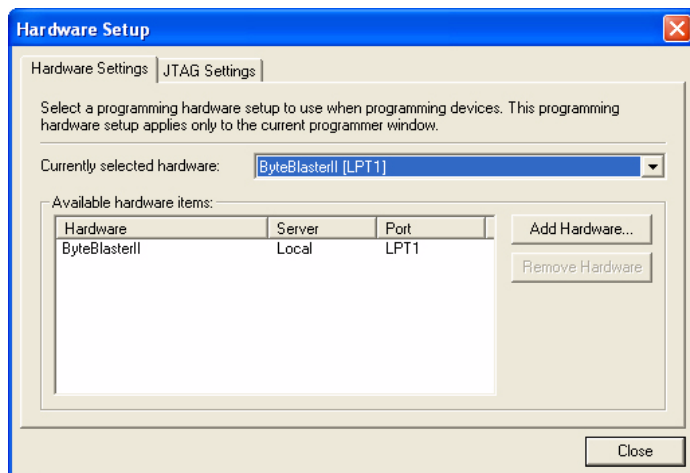 Hardware Setup
Hardware Settings JTAG Settings
Select a programming hardware setup to use when programming devices. This programming
hardware setup applies only to the current programmer window.
Currently selected hardware: ByteBlasterII [LPT1]
Available hardware items:
Hardware Server Port
ByteBlasterII Local LPT1
Add Hardware...
Remove Hardware
Close